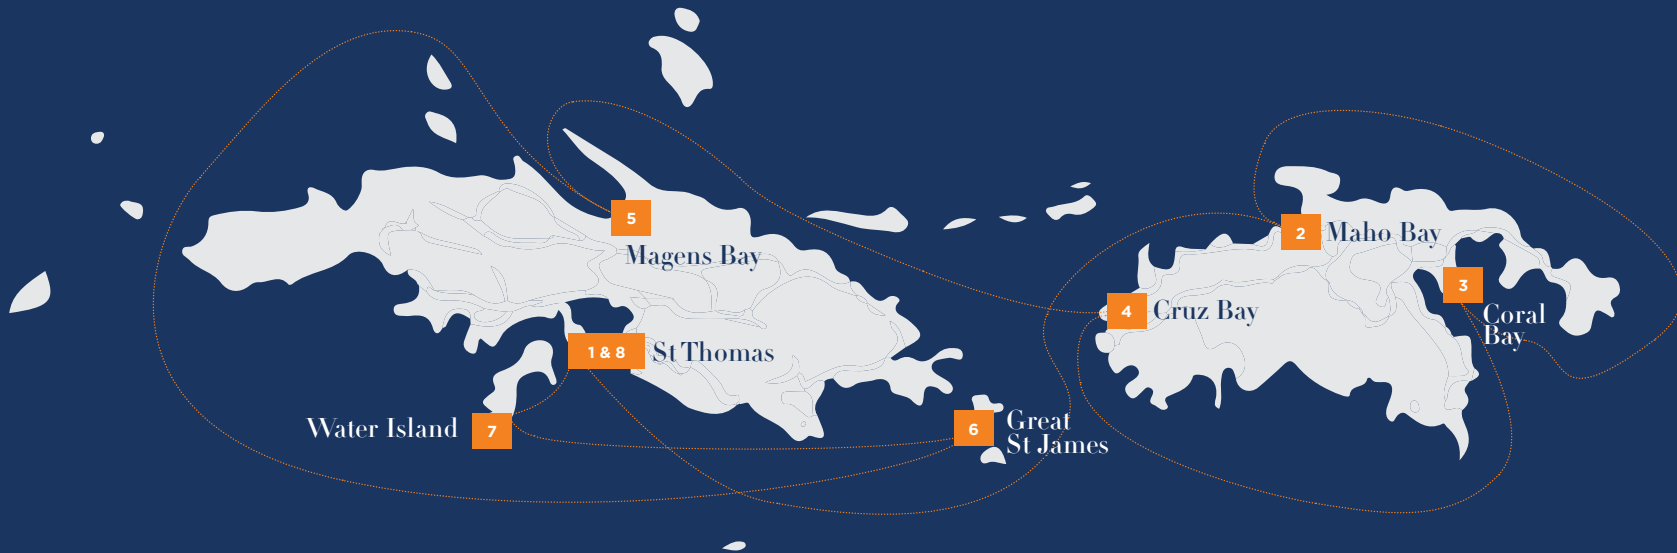 5
Magens Bay
2
Maho Bay
3
Coral
Bay
4
Cruz Bay
1 & 8
St Thomas
6
Great
St James
Water Island
7